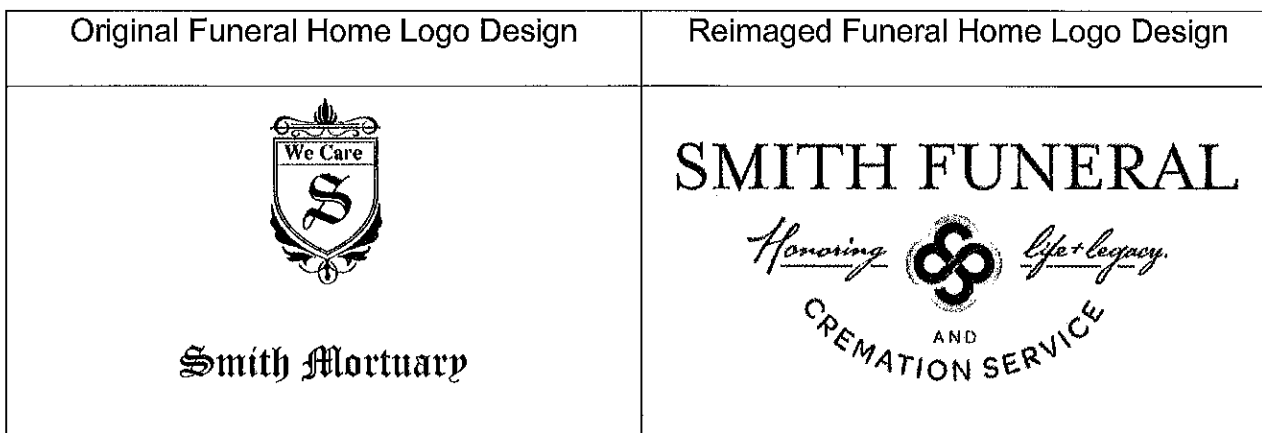 Original Funeral Home Logo Design
Reimaged Funeral Home Logo Design
We Care
S
Smith Mortuary
SMITH FUNERAL
Honoring life + legacy.
AND
CREMATION SERVICE